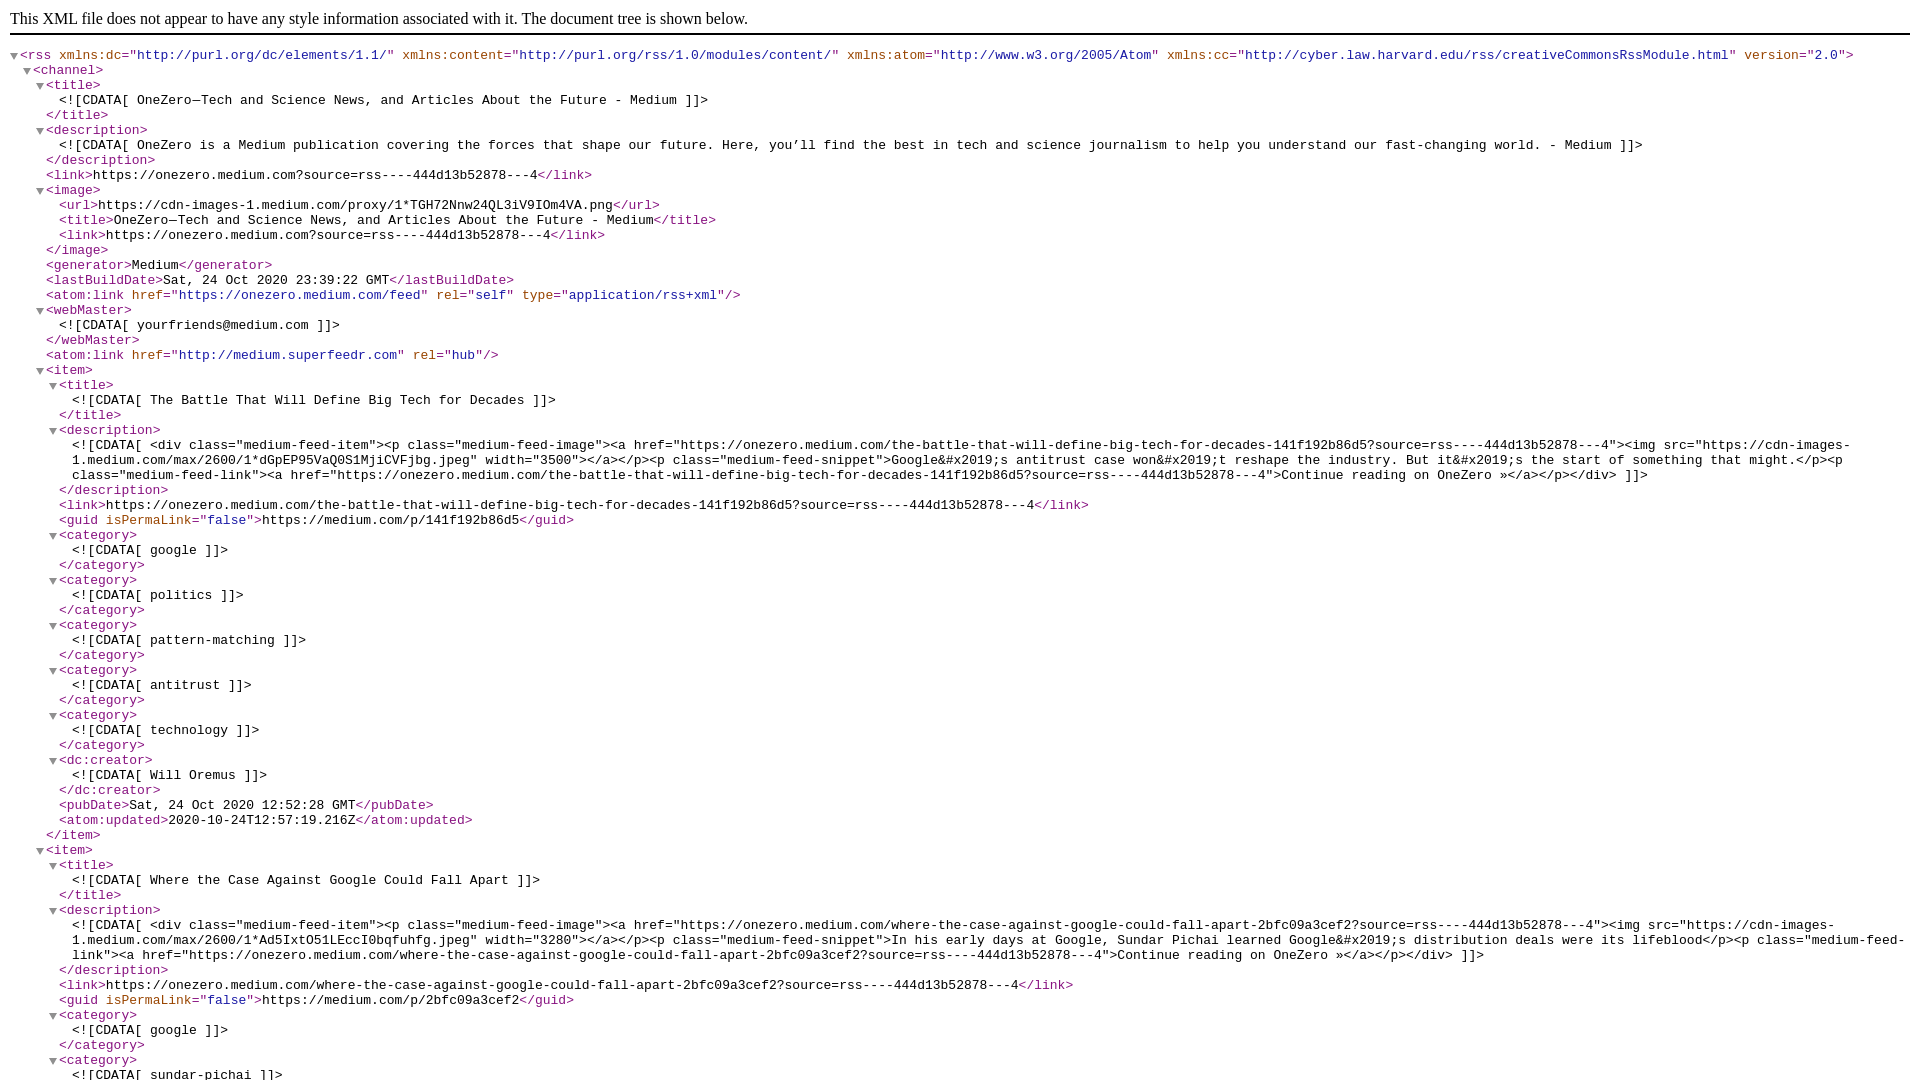 This XML file does not appear to have any style information associated with it. The document tree is shown below.
<rss xmlns:dc="http://purl.org/dc/elements/1.1/" xmlns:content="http://purl.org/rss/1.0/modules/content/" xmlns:atom="http://www.w3.org/2005/Atom" xmlns:cc="http://cyber.law.harvard.edu/rss/creativeCommonsRssModule.html" version="2.0">
<channel>
<title>
<![CDATA[ OneZero—Tech and Science News, and Articles About the Future - Medium ]]>
</title>
<description>
<![CDATA[ OneZero is a Medium publication covering the forces that shape our future. Here, you’ll find the best in tech and science journalism to help you understand our fast-changing world. - Medium ]]>
</description>
<link>https://onezero.medium.com?source=rss----444d13b52878---4</link>
<image>
<url>https://cdn-images-1.medium.com/proxy/1*TGH72Nnw24QL3iV9IOm4VA.png</url>
<title>OneZero—Tech and Science News, and Articles About the Future - Medium</title>
<link>https://onezero.medium.com?source=rss----444d13b52878---4</link>
</image>
<generator>Medium</generator>
<lastBuildDate>Sat, 24 Oct 2020 23:39:22 GMT</lastBuildDate>
<atom:link href="https://onezero.medium.com/feed" rel="self" type="application/rss+xml"/>
<webMaster>
<![CDATA[ yourfriends@medium.com ]]>
</webMaster>
<atom:link href="http://medium.superfeedr.com" rel="hub"/>
<item>
<title>
<![CDATA[ The Battle That Will Define Big Tech for Decades ]]>
</title>
<description>
<![CDATA[ <div class="medium-feed-item"><p class="medium-feed-image"><a href="https://onezero.medium.com/the-battle-that-will-define-big-tech-for-decades-141f192b86d5?source=rss----444d13b52878---4"><img src="https://cdn-images-
1.medium.com/max/2600/1*dGpEP95VaQ0S1MjiCVFjbg.jpeg" width="3500"></a></p><p class="medium-feed-snippet">Google&#x2019;s antitrust case won&#x2019;t reshape the industry. But it&#x2019;s the start of something that might.</p><p
class="medium-feed-link"><a href="https://onezero.medium.com/the-battle-that-will-define-big-tech-for-decades-141f192b86d5?source=rss----444d13b52878---4">Continue reading on OneZero »</a></p></div> ]]>
</description>
<link>https://onezero.medium.com/the-battle-that-will-define-big-tech-for-decades-141f192b86d5?source=rss----444d13b52878---4</link>
<guid isPermaLink="false">https://medium.com/p/141f192b86d5</guid>
<category>
<![CDATA[ google ]]>
</category>
<category>
<![CDATA[ politics ]]>
</category>
<category>
<![CDATA[ pattern-matching ]]>
</category>
<category>
<![CDATA[ antitrust ]]>
</category>
<category>
<![CDATA[ technology ]]>
</category>
<dc:creator>
<![CDATA[ Will Oremus ]]>
</dc:creator>
<pubDate>Sat, 24 Oct 2020 12:52:28 GMT</pubDate>
<atom:updated>2020-10-24T12:57:19.216Z</atom:updated>
</item>
<item>
<title>
<![CDATA[ Where the Case Against Google Could Fall Apart ]]>
</title>
<description>
<![CDATA[ <div class="medium-feed-item"><p class="medium-feed-image"><a href="https://onezero.medium.com/where-the-case-against-google-could-fall-apart-2bfc09a3cef2?source=rss----444d13b52878---4"><img src="https://cdn-images-
1.medium.com/max/2600/1*Ad5IxtO51LEccI0bqfuhfg.jpeg" width="3280"></a></p><p class="medium-feed-snippet">In his early days at Google, Sundar Pichai learned Google&#x2019;s distribution deals were its lifeblood</p><p class="medium-feed-
link"><a href="https://onezero.medium.com/where-the-case-against-google-could-fall-apart-2bfc09a3cef2?source=rss----444d13b52878---4">Continue reading on OneZero »</a></p></div> ]]>
</description>
<link>https://onezero.medium.com/where-the-case-against-google-could-fall-apart-2bfc09a3cef2?source=rss----444d13b52878---4</link>
<guid isPermaLink="false">https://medium.com/p/2bfc09a3cef2</guid>
<category>
<![CDATA[ google ]]>
</category>
<category>
<![CDATA[ sundar-pichai ]]>